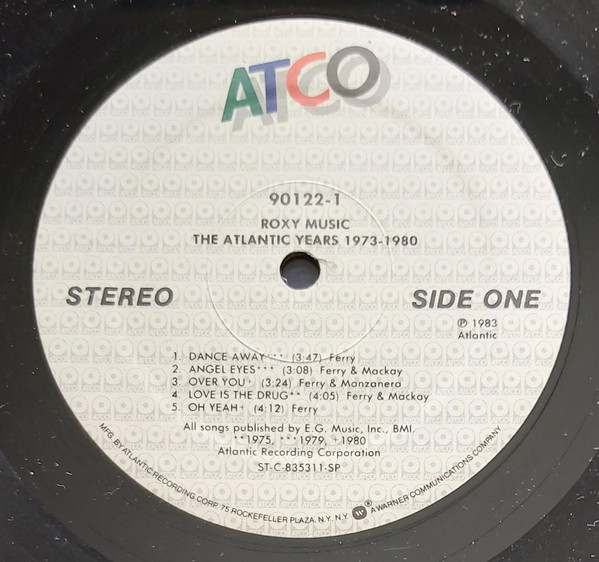 ATCO
90122-1
ROXY MUSIC
THE ATLANTIC YEARS 1973-1980
STEREO
SIDE ONE
℗ 1983
Atlantic
1. DANCE AWAY*** (3:47) Ferry
2. ANGEL EYES*** (3:08) Ferry & Mackay
3. OVER YOU+ (3:24) Ferry & Manzanera
4. LOVE IS THE DRUG** (4:05) Ferry & Mackay
5. OH YEAH+ (4:12) Ferry
All songs published by E.G. Music, Inc., BMI.
**1975, ***1979, +1980
Atlantic Recording Corporation
ST-C-835311-SP
MFG. BY ATLANTIC RECORDING CORP. 75 ROCKEFELLER PLAZA, N.Y. N.Y. W ® A WARNER COMMUNICATIONS COMPANY